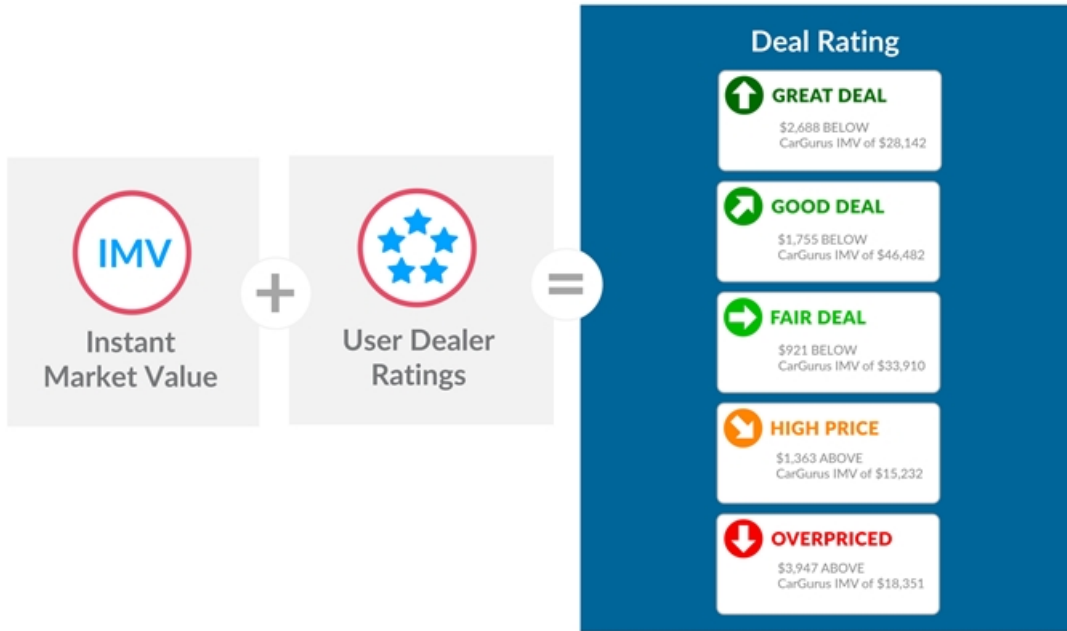 IMV
Instant
Market Value
+
User Dealer
Ratings
=
Deal Rating
GREAT DEAL
$2,688 BELOW
CarGurus IMV of $28,142
GOOD DEAL
$1,755 BELOW
CarGurus IMV of $46,482
FAIR DEAL
$921 BELOW
CarGurus IMV of $33,910
HIGH PRICE
$1,363 ABOVE
CarGurus IMV of $15,232
OVERPRICED
$3,947 ABOVE
CarGurus IMV of $18,351